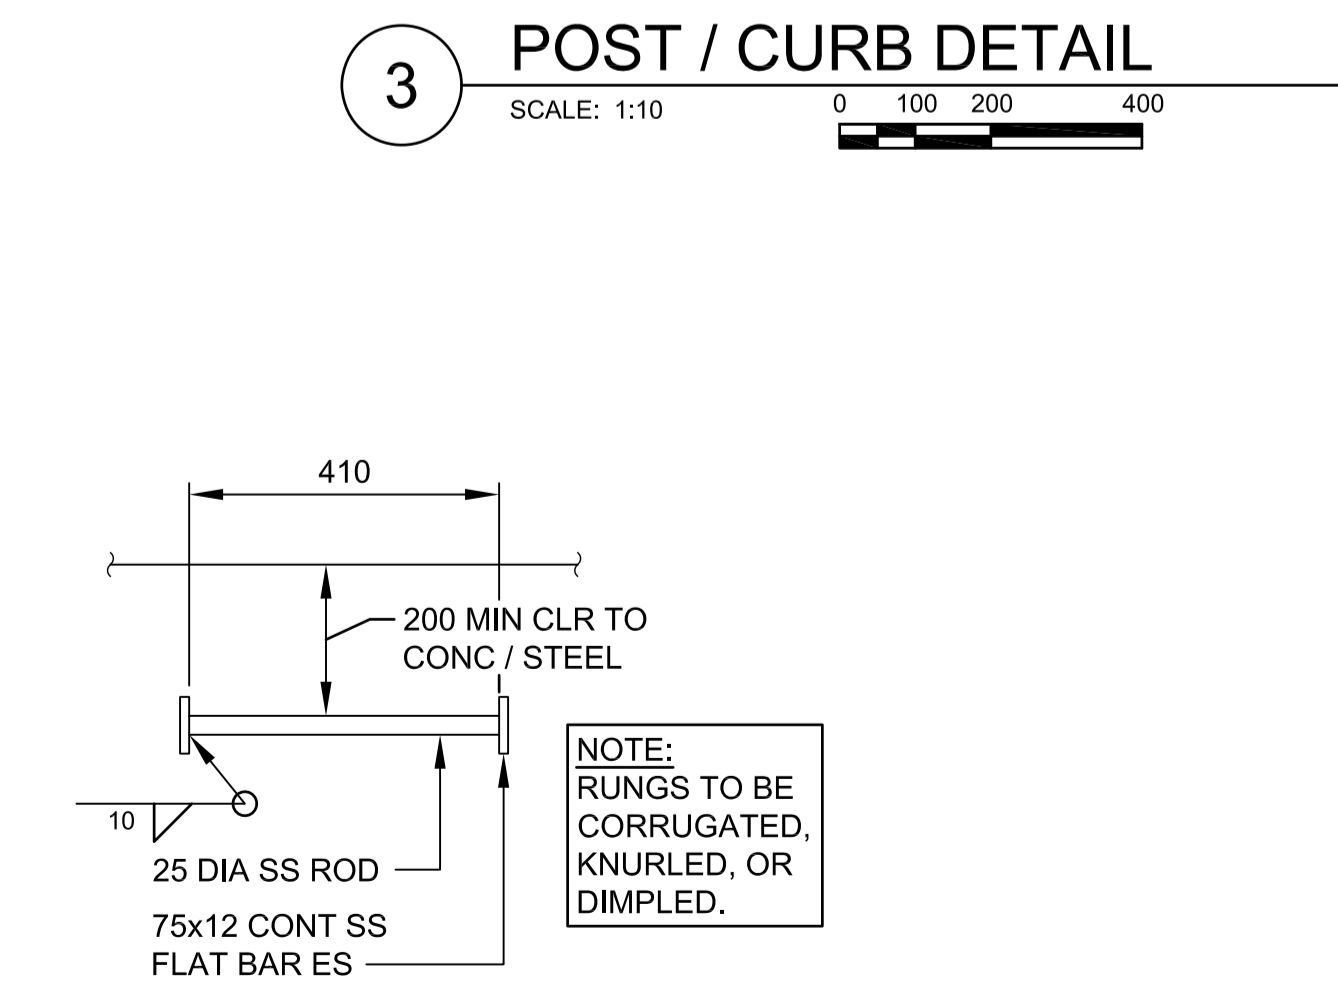 3
POST / CURB DETAIL
SCALE: 1:10
0 100 200 400
410
200 MIN CLR TO
CONC / STEEL
NOTE:
RUNGS TO BE
CORRUGATED,
KNURLED, OR
DIMPLED.
10
25 DIA SS ROD
75x12 CONT SS
FLAT BAR ES